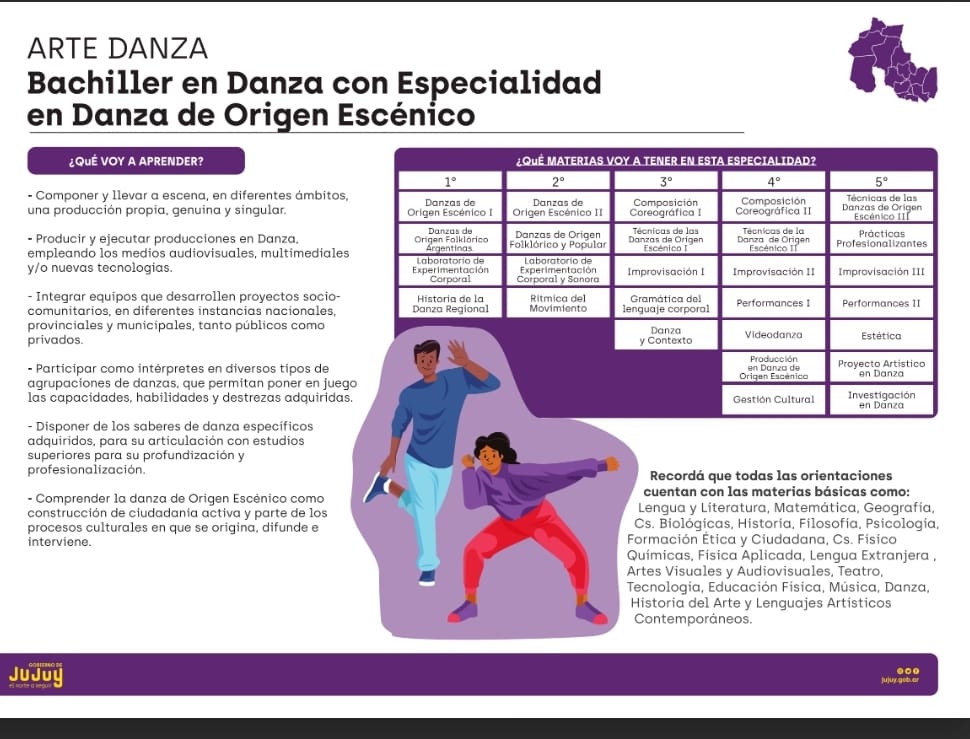 ARTE DANZA
Bachiller en Danza con Especialidad
en Danza de Origen Escénico
¿QuÉ VOY A APRENDER?
- Componer y llevar a escena, en diferentes ámbitos,
una producción propia, genuina y singular.
- Producir y ejecutar producciones en Danza,
empleando los medios audiovisuales, multimediales
y/o nuevas tecnologías.
- Integrar equipos que desarrollen proyectos socio-
comunitarios, en diferentes instancias nacionales,
provinciales y municipales, tanto públicos como
privados.
- Participar como intérpretes en diversos tipos de
agrupaciones de danzas, que permitan poner en juego
las capacidades, habilidades y destrezas adquiridas.
- Disponer de los saberes de danza específicos
adquiridos, para su articulación con estudios
superiores para su profundización y
profesionalización.
- Comprender la danza de Origen Escénico como
construcción de ciudadanía activa y parte de los
procesos culturales en que se origina, difunde e
interviene.
¿QuÉ MATERIAS VOY A TENER EN ESTA ESPECIALIDAD?
1° 2° 3° 4° 5°
Danzas de
Origen Escénico I
Danzas de
Origen Escénico II
Composición
Coreográfica I
Composición
Coreográfica II
Técnicas de las
Danzas de Origen
Escénico III
Danzas de
Origen Folklórico
Argentinas
Danzas de Origen
Folklórico y Popular
Técnicas de las
Danzas de Origen
Escénico I
Técnicas de la
Danza de Origen
Escénico II
Prácticas
Profesionalizantes
Laboratorio de
Experimentación
Corporal
Laboratorio de
Experimentación
Corporal y Sonora
Improvisación I
Improvisación II
Improvisación III
Historia de la
Danza Regional
Rítmica del
Movimiento
Gramática del
lenguaje corporal
Performances I
Performances II
Danza
y Contexto
Videodanza
Estética
Producción
en Danza de
Origen Escénico
Proyecto Artístico
en Danza
Gestión Cultural
Investigación
en Danza
Recordá que todas las orientaciones
cuentan con las materias básicas como:
Lengua y Literatura, Matemática, Geografía,
Cs. Biológicas, Historia, Filosofía, Psicología,
Formación Ética y Ciudadana, Cs. Físico
Químicas, Física Aplicada, Lengua Extranjera ,
Artes Visuales y Audiovisuales, Teatro,
Tecnología, Educación Física, Música, Danza,
Historia del Arte y Lenguajes Artísticos
Contemporáneos.
GOBIERNO DE
JuJuy
el norte a seguir
jujuy.gob.ar